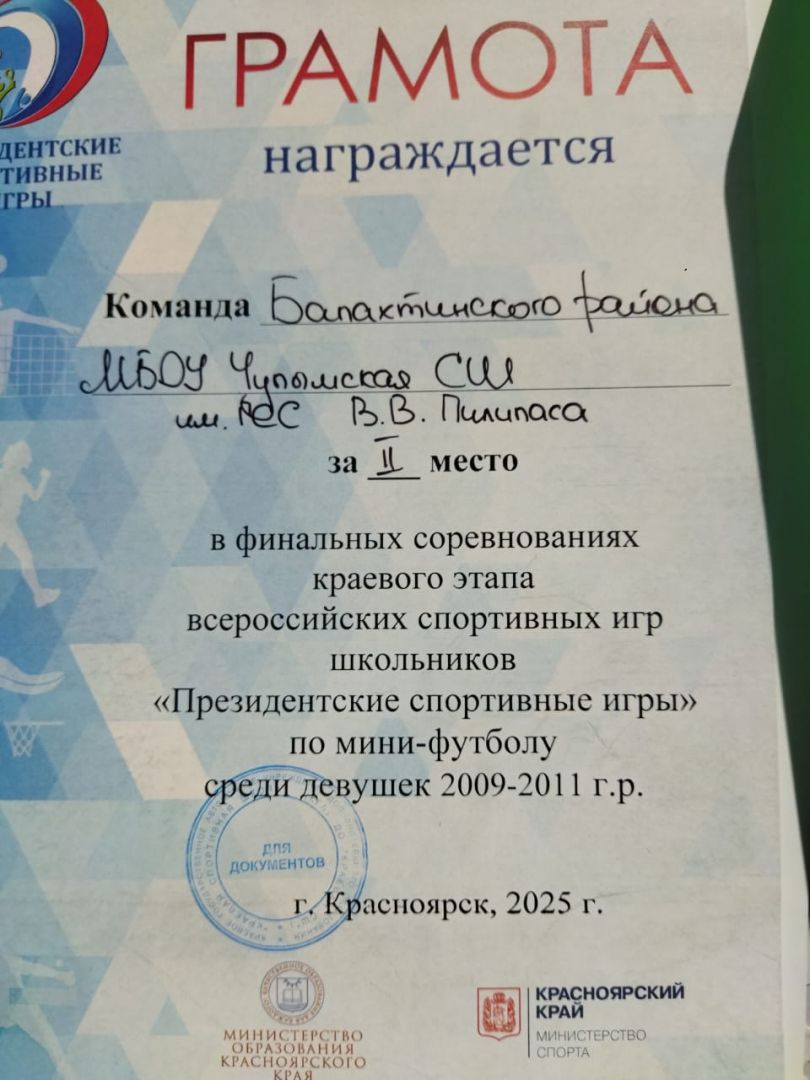 ГРАМОТА
ДЕНТСКИЕ
ТИВНЫЕ
ГРЫ
награждается
Команда Балахтинского района
МБОУ Чулымская СШ
им. РСС В.В. Пилипаса
за II место
в финальных соревнованиях
краевого этапа
всероссийских спортивных игр
школьников
«Президентские спортивные игры»
по мини-футболу
среди девушек 2009-2011 г.р.
ДЛЯ
ДОКУМЕНТОВ
г. Красноярск, 2025 г.
МИНИСТЕРСТВО
ОБРАЗОВАНИЯ
КРАСНОЯРСКОГО
КРАЯ
КРАСНОЯРСКИЙ
КРАЙ
МИНИСТЕРСТВО
СПОРТА